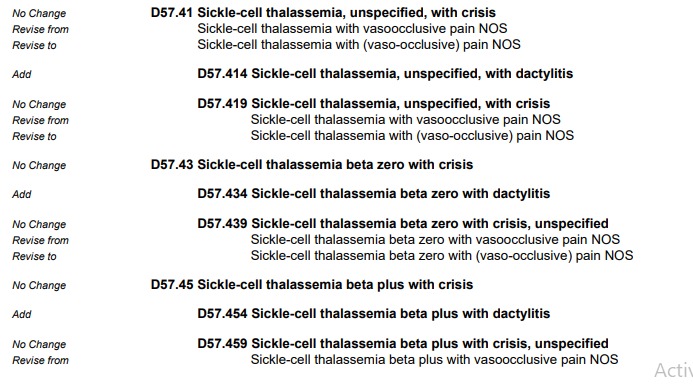 No Change D57.41 Sickle-cell thalassemia, unspecified, with crisis
Revise from Sickle-cell thalassemia with vasoocclusive pain NOS
Revise to Sickle-cell thalassemia with (vaso-occlusive) pain NOS
Add D57.414 Sickle-cell thalassemia, unspecified, with dactylitis
No Change D57.419 Sickle-cell thalassemia, unspecified, with crisis
Revise from Sickle-cell thalassemia with vasoocclusive pain NOS
Revise to Sickle-cell thalassemia with (vaso-occlusive) pain NOS
No Change D57.43 Sickle-cell thalassemia beta zero with crisis
Add D57.434 Sickle-cell thalassemia beta zero with dactylitis
No Change D57.439 Sickle-cell thalassemia beta zero with crisis, unspecified
Revise from Sickle-cell thalassemia beta zero with vasoocclusive pain NOS
Revise to Sickle-cell thalassemia beta zero with (vaso-occlusive) pain NOS
No Change D57.45 Sickle-cell thalassemia beta plus with crisis
Add D57.454 Sickle-cell thalassemia beta plus with dactylitis
No Change D57.459 Sickle-cell thalassemia beta plus with crisis, unspecified
Revise from Sickle-cell thalassemia beta plus with vasoocclusive pain NOS